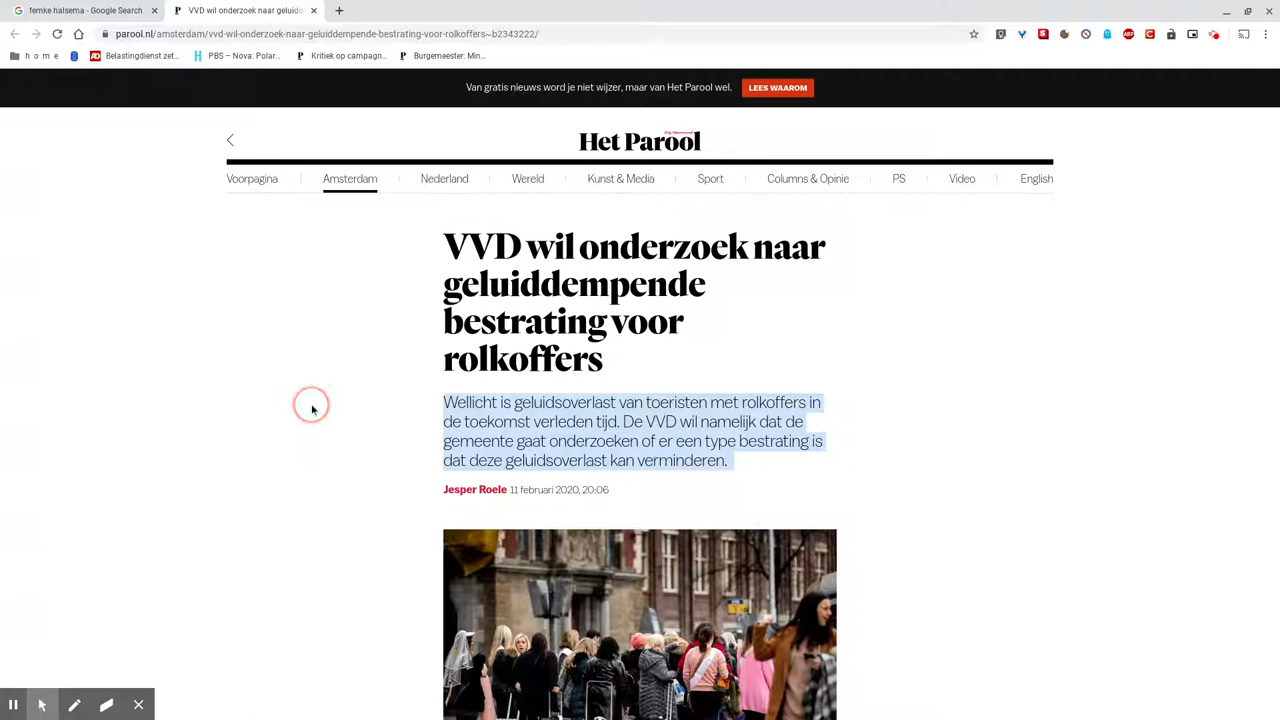 femke halsema - Google Search
VVD wil onderzoek naar geluidd
parool.nl/amsterdam/vvd-wil-onderzoek-naar-geluiddempende-bestrating-voor-rolkoffers~b2343222/
h o m e
Belastingdienst zet...
PBS – Nova: Polar...
Kritiek op campagn...
Burgemeester: Min...
Van gratis nieuws word je niet wijzer, maar van Het Parool wel.
LEES WAAROM
Het Parool
Voorpagina
Amsterdam
Nederland
Wereld
Kunst & Media
Sport
Columns & Opinie
PS
Video
English
VVD wil onderzoek naar
geluiddempende
bestrating voor
rolkoffers
Wellicht is geluidsoverlast van toeristen met rolkoffers in
de toekomst verleden tijd. De VVD wil namelijk dat de
gemeente gaat onderzoeken of er een type bestrating is
dat deze geluidsoverlast kan verminderen.
Jesper Roele 11 februari 2020, 20:06